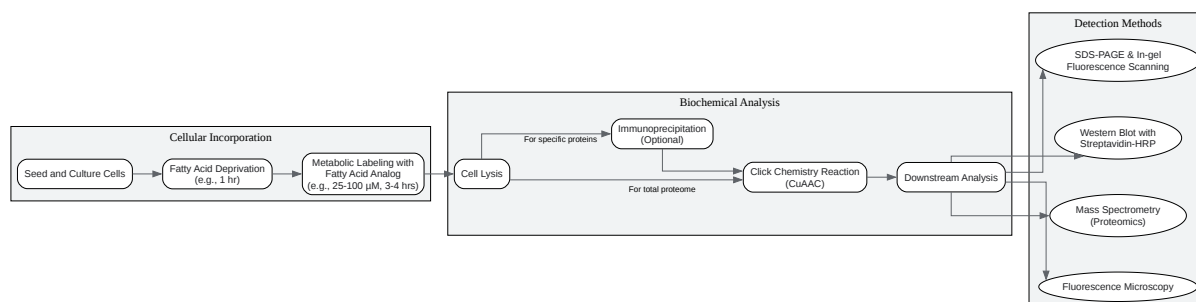 Cellular Incorporation
Seed and Culture Cells
Fatty Acid Deprivation
(e.g., 1 hr)
Metabolic Labeling with
Fatty Acid Analog
(e.g., 25-100 µM, 3-4 hrs)
Biochemical Analysis
Cell Lysis
For specific proteins
Immunoprecipitation
(Optional)
For total proteome
Click Chemistry Reaction
(CuAAC)
Downstream Analysis
Detection Methods
SDS-PAGE & In-gel
Fluorescence Scanning
Western Blot with
Streptavidin-HRP
Mass Spectrometry
(Proteomics)
Fluorescence Microscopy